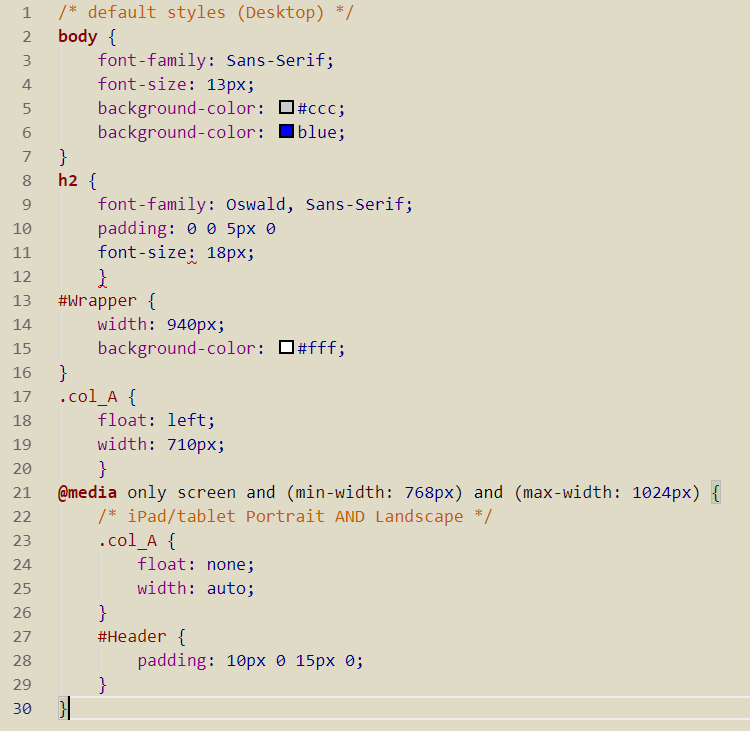 1 /* default styles (Desktop) */
2 body {
3 font-family: Sans-Serif;
4 font-size: 13px;
5 background-color: #ccc;
6 background-color: blue;
7 }
8 h2 {
9 font-family: Oswald, Sans-Serif;
10 padding: 0 0 5px 0
11 font-size: 18px;
12 }
13 #Wrapper {
14 width: 940px;
15 background-color: #fff;
16 }
17 .col_A {
18 float: left;
19 width: 710px;
20 }
21 @media only screen and (min-width: 768px) and (max-width: 1024px) {
22 /* iPad/tablet Portrait AND Landscape */
23 .col_A {
24 float: none;
25 width: auto;
26 }
27 #Header {
28 padding: 10px 0 15px 0;
29 }
30 }